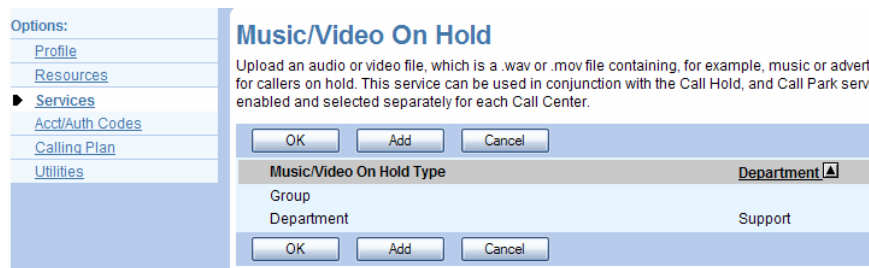 Options:
Profile
Resources
Services
Acct/Auth Codes
Calling Plan
Utilities
Music/Video On Hold
Upload an audio or video file, which is a .wav or .mov file containing, for example, music or advert
for callers on hold. This service can be used in conjunction with the Call Hold, and Call Park serv
enabled and selected separately for each Call Center.
OK Add Cancel
Music/Video On Hold Type Department
Group
Department Support
OK Add Cancel